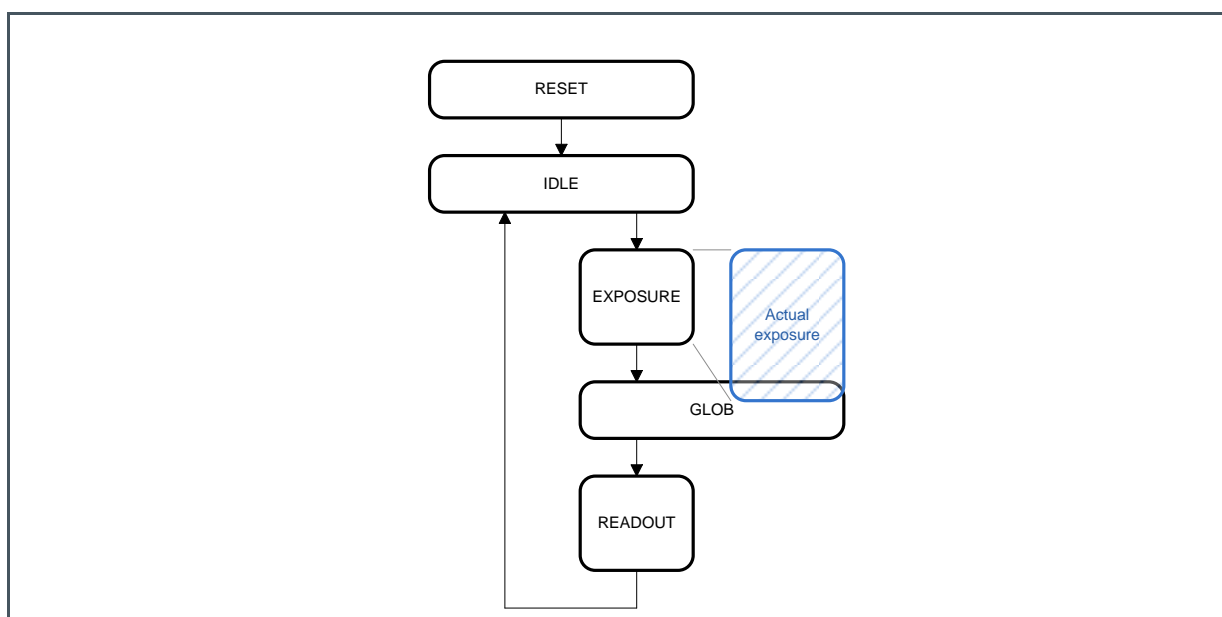 RESET
IDLE
EXPOSURE
Actual
exposure
GLOB
READOUT